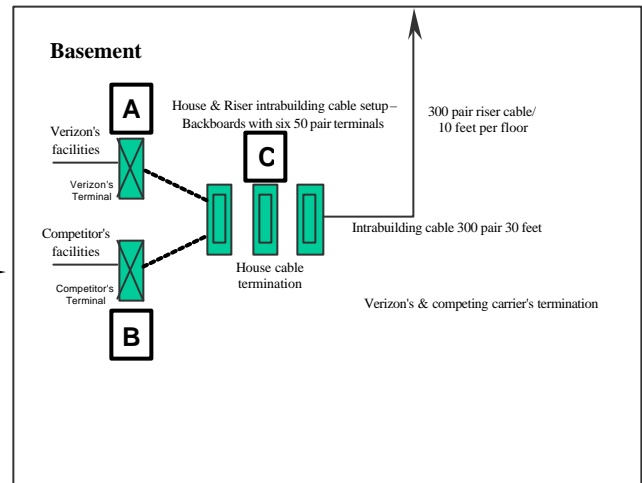 Basement
A
House & Riser intrabuilding cable setup –
Backboards with six 50 pair terminals
300 pair riser cable/
10 feet per floor
Verizon's
facilities
Verizon's
Terminal
C
Competitor's
facilities
Intrabuilding cable 300 pair 30 feet
House cable
termination
Competitor's
Terminal
Verizon's & competing carrier's termination
B